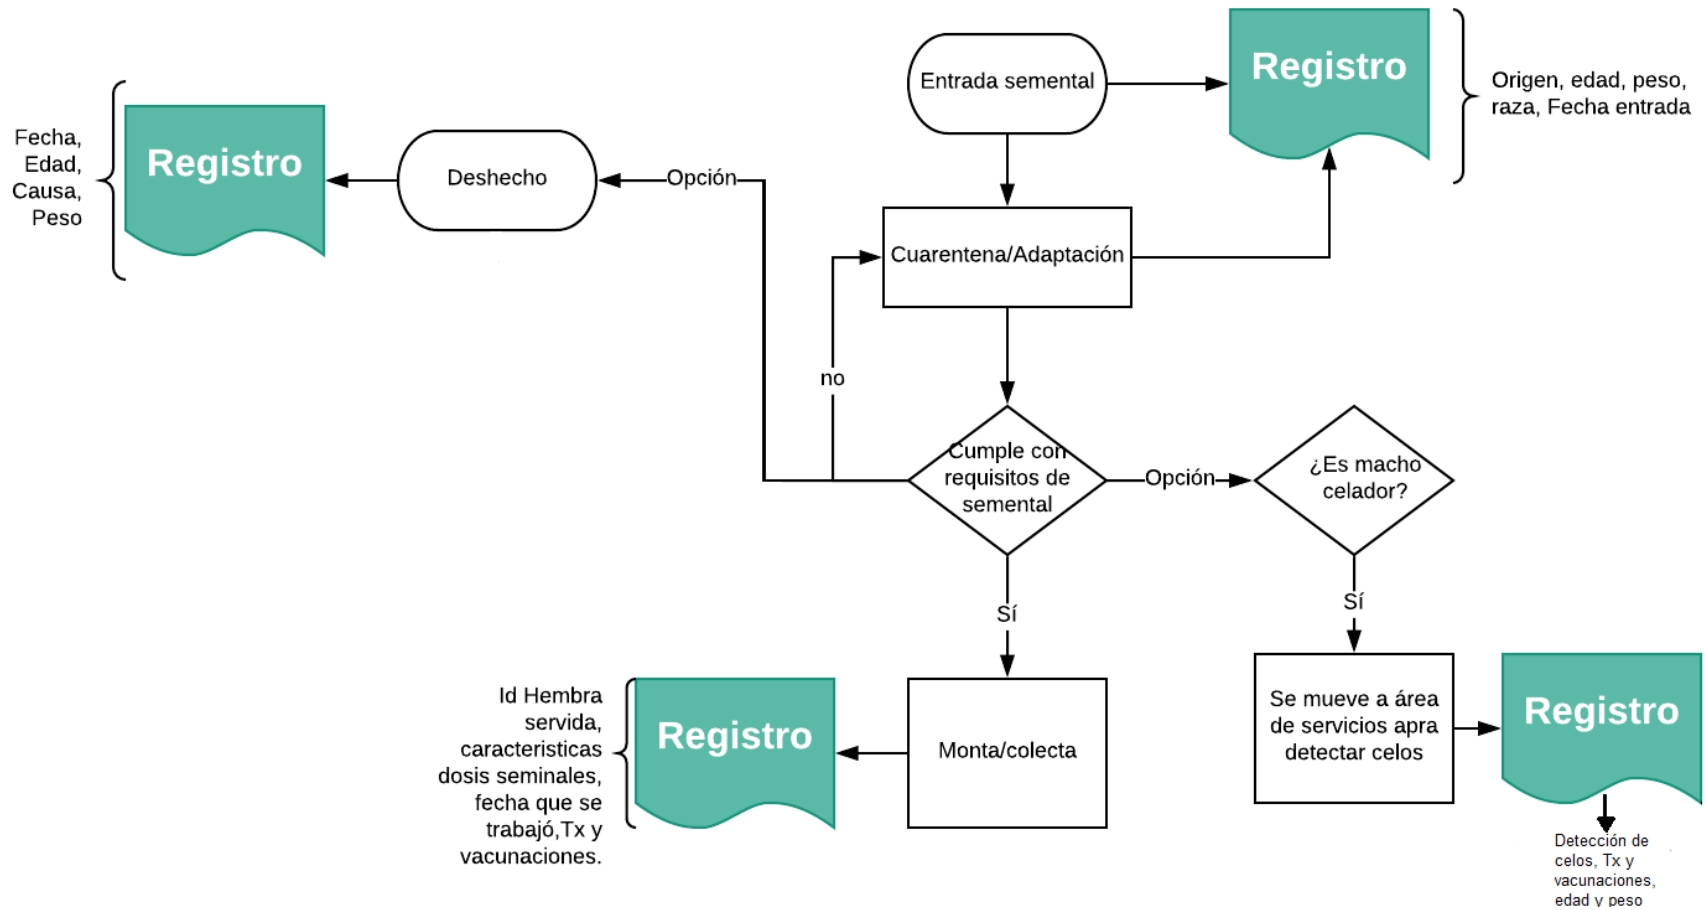 Entrada semental
Registro
Origen, edad, peso,
raza, Fecha entrada
Fecha,
Edad,
Causa,
Peso
Registro
Deshecho
Opción
Cuarentena/Adaptación
no
Cumple con
requisitos de
semental
Opción
¿Es macho
celador?
Sí
Sí
Id Hembra
servida,
caracteristicas
dosis seminales,
fecha que se
trabajó,Tx y
vacunaciones.
Registro
Monta/colecta
Se mueve a área
de servicios apra
detectar celos
Registro
Detección de
celos, Tx y
vacunaciones,
edad y peso